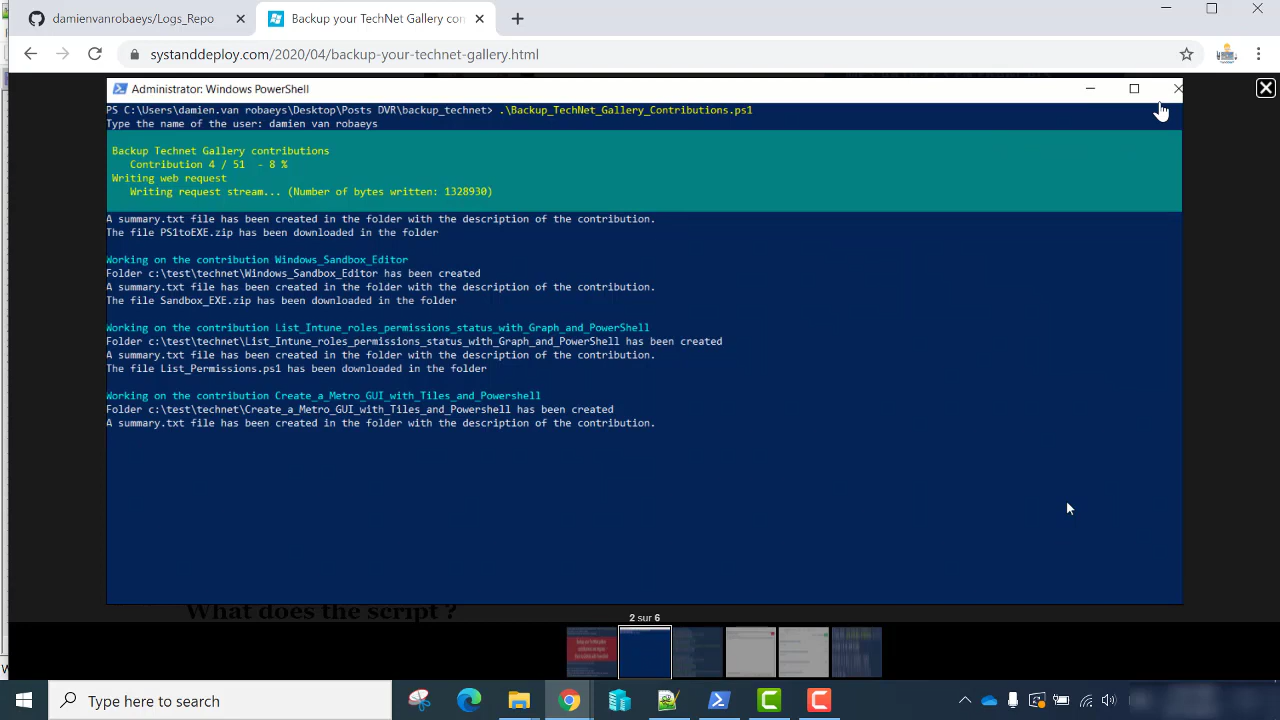 damienvanrobaeys/Logs_Repo
Backup your TechNet Gallery con
systanddeploy.com/2020/04/backup-your-technet-gallery.html
Administrator: Windows PowerShell
PS C:\Users\damien.van robaeys\Desktop\Posts DVR\backup_technet> .\Backup_TechNet_Gallery_Contributions.ps1
Type the name of the user: damien van robaeys
Backup Technet Gallery contributions
Contribution 4 / 51 - 8 %
Writing web request
Writing request stream... (Number of bytes written: 1328930)
A summary.txt file has been created in the folder with the description of the contribution.
The file PS1toEXE.zip has been downloaded in the folder
Working on the contribution Windows_Sandbox_Editor
Folder c:\test\technet\Windows_Sandbox_Editor has been created
A summary.txt file has been created in the folder with the description of the contribution.
The file Sandbox_EXE.zip has been downloaded in the folder
Working on the contribution List_Intune_roles_permissions_status_with_Graph_and_PowerShell
Folder c:\test\technet\List_Intune_roles_permissions_status_with_Graph_and_PowerShell has been created
A summary.txt file has been created in the folder with the description of the contribution.
The file List_Permissions.ps1 has been downloaded in the folder
Working on the contribution Create_a_Metro_GUI_with_Tiles_and_Powershell
Folder c:\test\technet\Create_a_Metro_GUI_with_Tiles_and_Powershell has been created
A summary.txt file has been created in the folder with the description of the contribution.
What does the script ?
2 sur 6
Type here to search